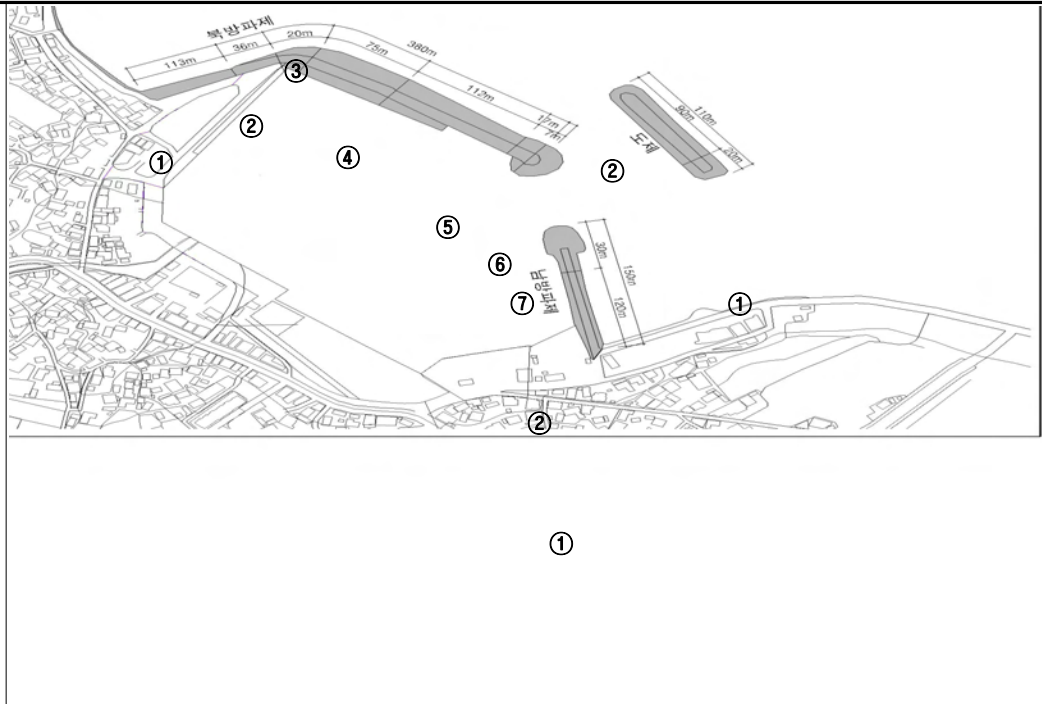 북방파제
113m
36m
20m
75m
380m
112m
17m
7m
110m
90m
20m
도제
30m
150m
120m
남방파제
③
②
①
④
②
⑤
⑥
⑦
①
②
①